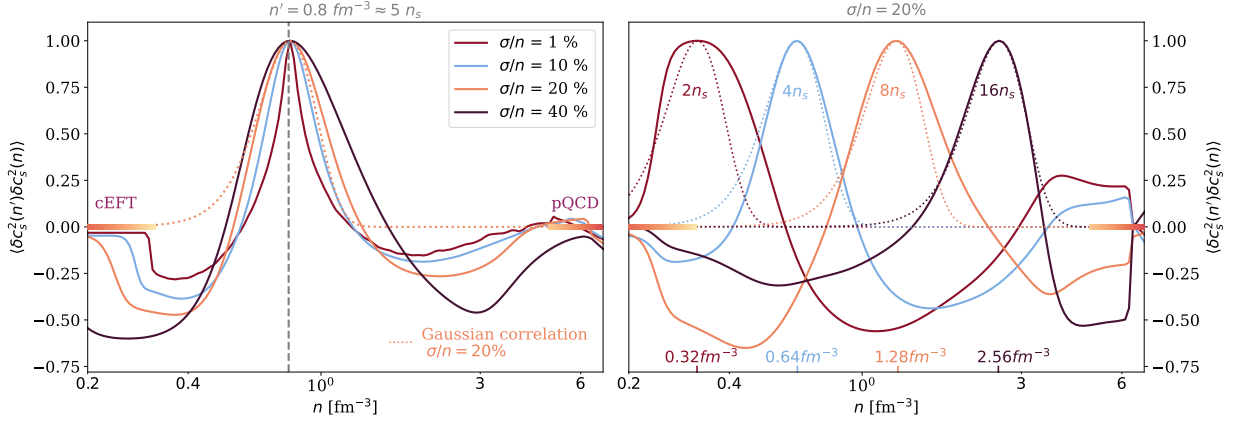 n′ = 0.8 fm⁻³ ≈ 5 nₛ
⟨δcₛ²(n′)δcₛ²(n)⟩
1.00
0.75
0.50
0.25
0.00
−0.25
−0.50
−0.75
σ/n = 1 %
σ/n = 10 %
σ/n = 20 %
σ/n = 40 %
cEFT
pQCD
Gaussian correlation
σ/n = 20%
0.2
0.4
10⁰
3
6
n [fm⁻³]
σ/n = 20%
2nₛ
4nₛ
8nₛ
16nₛ
0.32fm⁻³
0.64fm⁻³
1.28fm⁻³
2.56fm⁻³
0.2
0.4
10⁰
3
6
n [fm⁻³]
1.00
0.75
0.50
0.25
0.00
−0.25
−0.50
−0.75
⟨δcₛ²(n′)δcₛ²(n)⟩